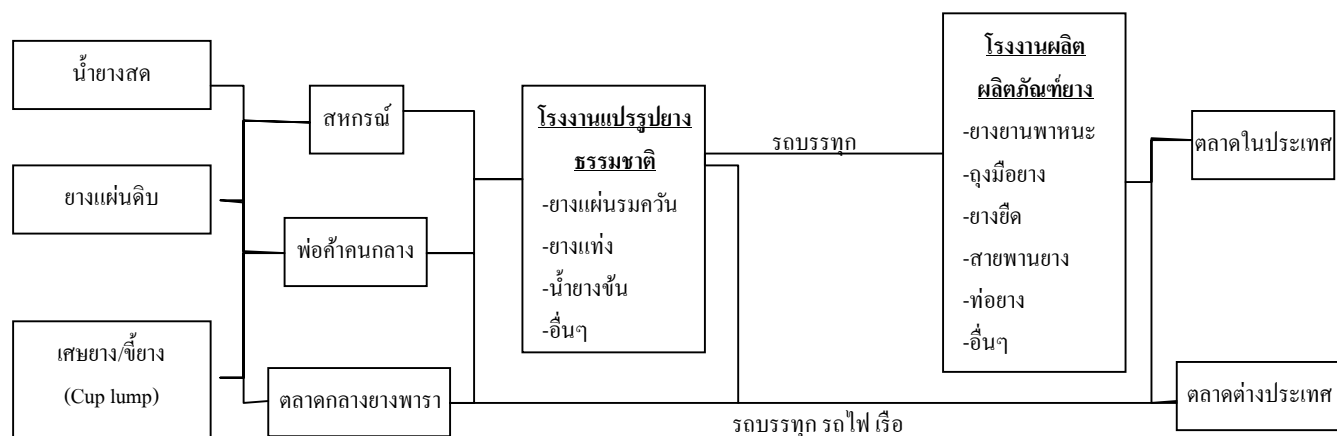 น้ำยางสด
ยางแผ่นดิบ
เศษยาง/ขี้ยาง
(Cup lump)
สหกรณ์
พ่อค้าคนกลาง
ตลาดกลางยางพารา
โรงงานแปรรูปยาง
ธรรมชาติ
-ยางแผ่นรมควัน
-ยางแท่ง
-น้ำยางข้น
-อื่นๆ
รถบรรทุก
โรงงานผลิต
ผลิตภัณฑ์ยาง
-ยางยานพาหนะ
-ถุงมือยาง
-ยางยืด
-สายพานยาง
-ท่อยาง
-อื่นๆ
ตลาดในประเทศ
ตลาดต่างประเทศ
รถบรรทุก รถไฟ เรือ